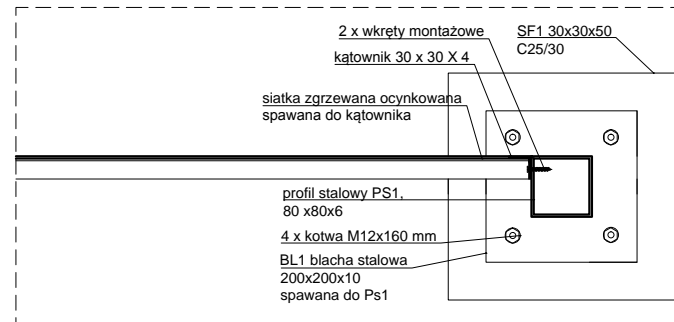 2 x wkręty montażowe
SF1 30x30x50
C25/30
kątownik 30 x 30 X 4
siatka zgrzewana ocynkowana
spawana do kątownika
profil stalowy PS1,
80 x80x6
4 x kotwa M12x160 mm
BL1 blacha stalowa
200x200x10
spawana do Ps1